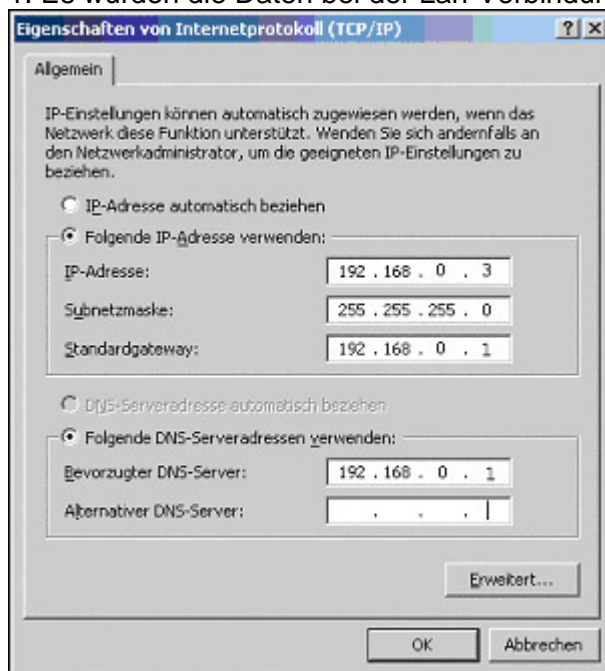 1. Es wurden die Daten bei der Lan-Verbindun
Eigenschaften von Internetprotokoll (TCP/IP)
Allgemein
IP-Einstellungen können automatisch zugewiesen werden, wenn das
Netzwerk diese Funktion unterstützt. Wenden Sie sich andernfalls an
den Netzwerkadministrator, um die geeigneten IP-Einstellungen zu
beziehen.
IP-Adresse automatisch beziehen
Folgende IP-Adresse verwenden:
IP-Adresse: 192 . 168 . 0 . 3
Subnetzmaske: 255 . 255 . 255 . 0
Standardgateway: 192 . 168 . 0 . 1
DNS-Serveradresse automatisch beziehen
Folgende DNS-Serveradressen verwenden:
Bevorzugter DNS-Server: 192 . 168 . 0 . 1
Alternativer DNS-Server: . . .
Erweitert...
OK Abbrechen